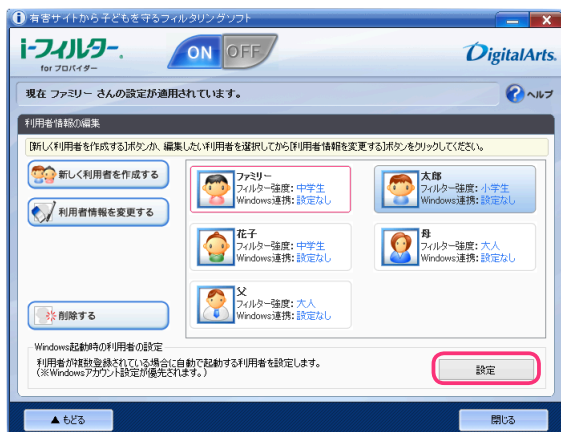 有害サイトから子どもを守るフィルタリングソフト
i-フィルター®
for プロバイダー
ON OFF
DigitalArts.
現在 ファミリー さんの設定が適用されています。
ヘルプ
利用者情報の編集
[新しく利用者を作成する]ボタンか、編集したい利用者を選択してから[利用者情報を変更する]ボタンをクリックしてください。
新しく利用者を作成する
利用者情報を変更する
削除する
ファミリー
フィルター強度: 中学生
Windows連携: 設定なし
太郎
フィルター強度: 小学生
Windows連携: 設定なし
花子
フィルター強度: 中学生
Windows連携: 設定なし
母
フィルター強度: 大人
Windows連携: 設定なし
父
フィルター強度: 大人
Windows連携: 設定なし
Windows起動時の利用者の設定
利用者が複数登録されている場合に自動で起動する利用者を設定します。
(※Windowsアカウント設定が優先されます。)
設定
▲ もどる
閉じる